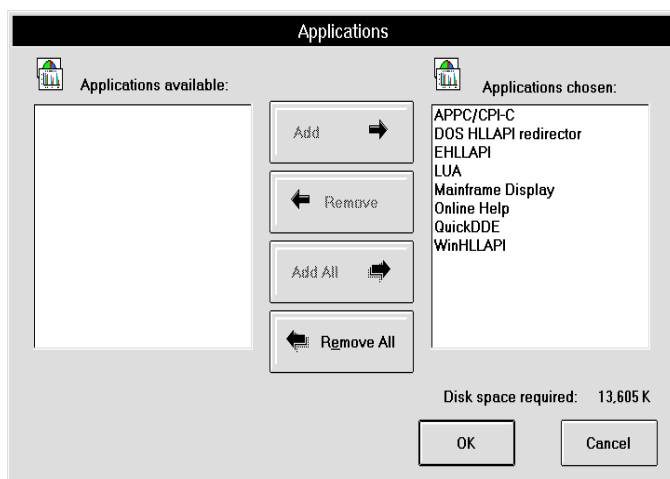 Applications
Applications available:
Applications chosen:
Add
Remove
Add All
Remove All
APPC/CPI-C
DOS HLLAPI redirector
EHLLAPI
LUA
Mainframe Display
Online Help
QuickDDE
WinHLLAPI
Disk space required: 13,605 K
OK
Cancel